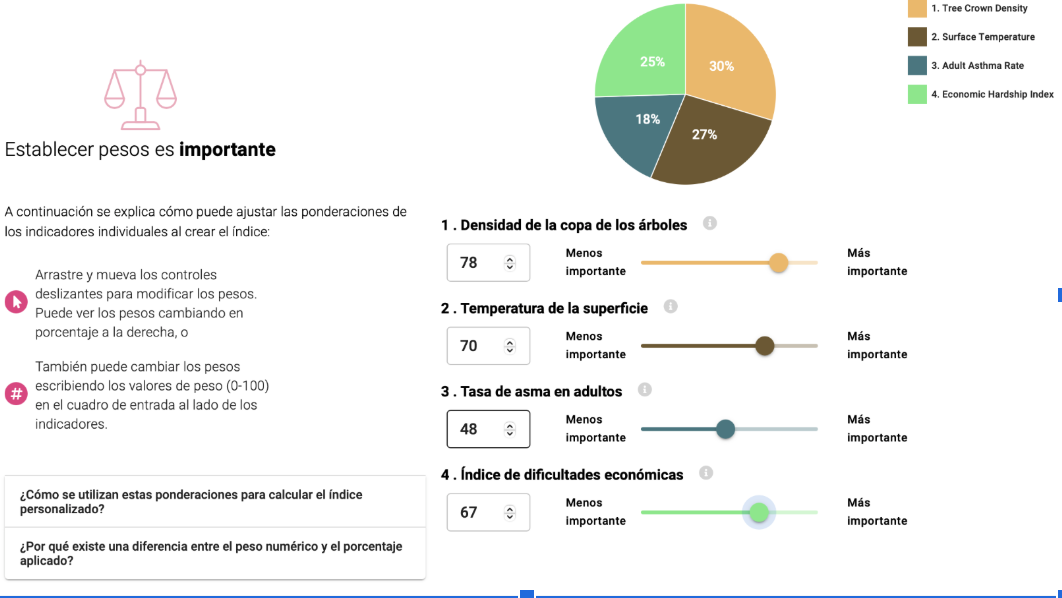 Establecer pesos es importante
A continuación se explica cómo puede ajustar las ponderaciones de
los indicadores individuales al crear el índice:
Arrastre y mueva los controles
deslizantes para modificar los pesos.
Puede ver los pesos cambiando en
porcentaje a la derecha, o
#
También puede cambiar los pesos
escribiendo los valores de peso (0-100)
en el cuadro de entrada al lado de los
indicadores.
¿Cómo se utilizan estas ponderaciones para calcular el índice
personalizado?
¿Por qué existe una diferencia entre el peso numérico y el porcentaje
aplicado?
25%
30%
18%
27%
1. Tree Crown Density
2. Surface Temperature
3. Adult Asthma Rate
4. Economic Hardship Index
1 . Densidad de la copa de los árboles
78
Menos
importante
Más
importante
2 . Temperatura de la superficie
70
Menos
importante
Más
importante
3 . Tasa de asma en adultos
48
Menos
importante
Más
importante
4 . Índice de dificultades económicas
67
Menos
importante
Más
importante